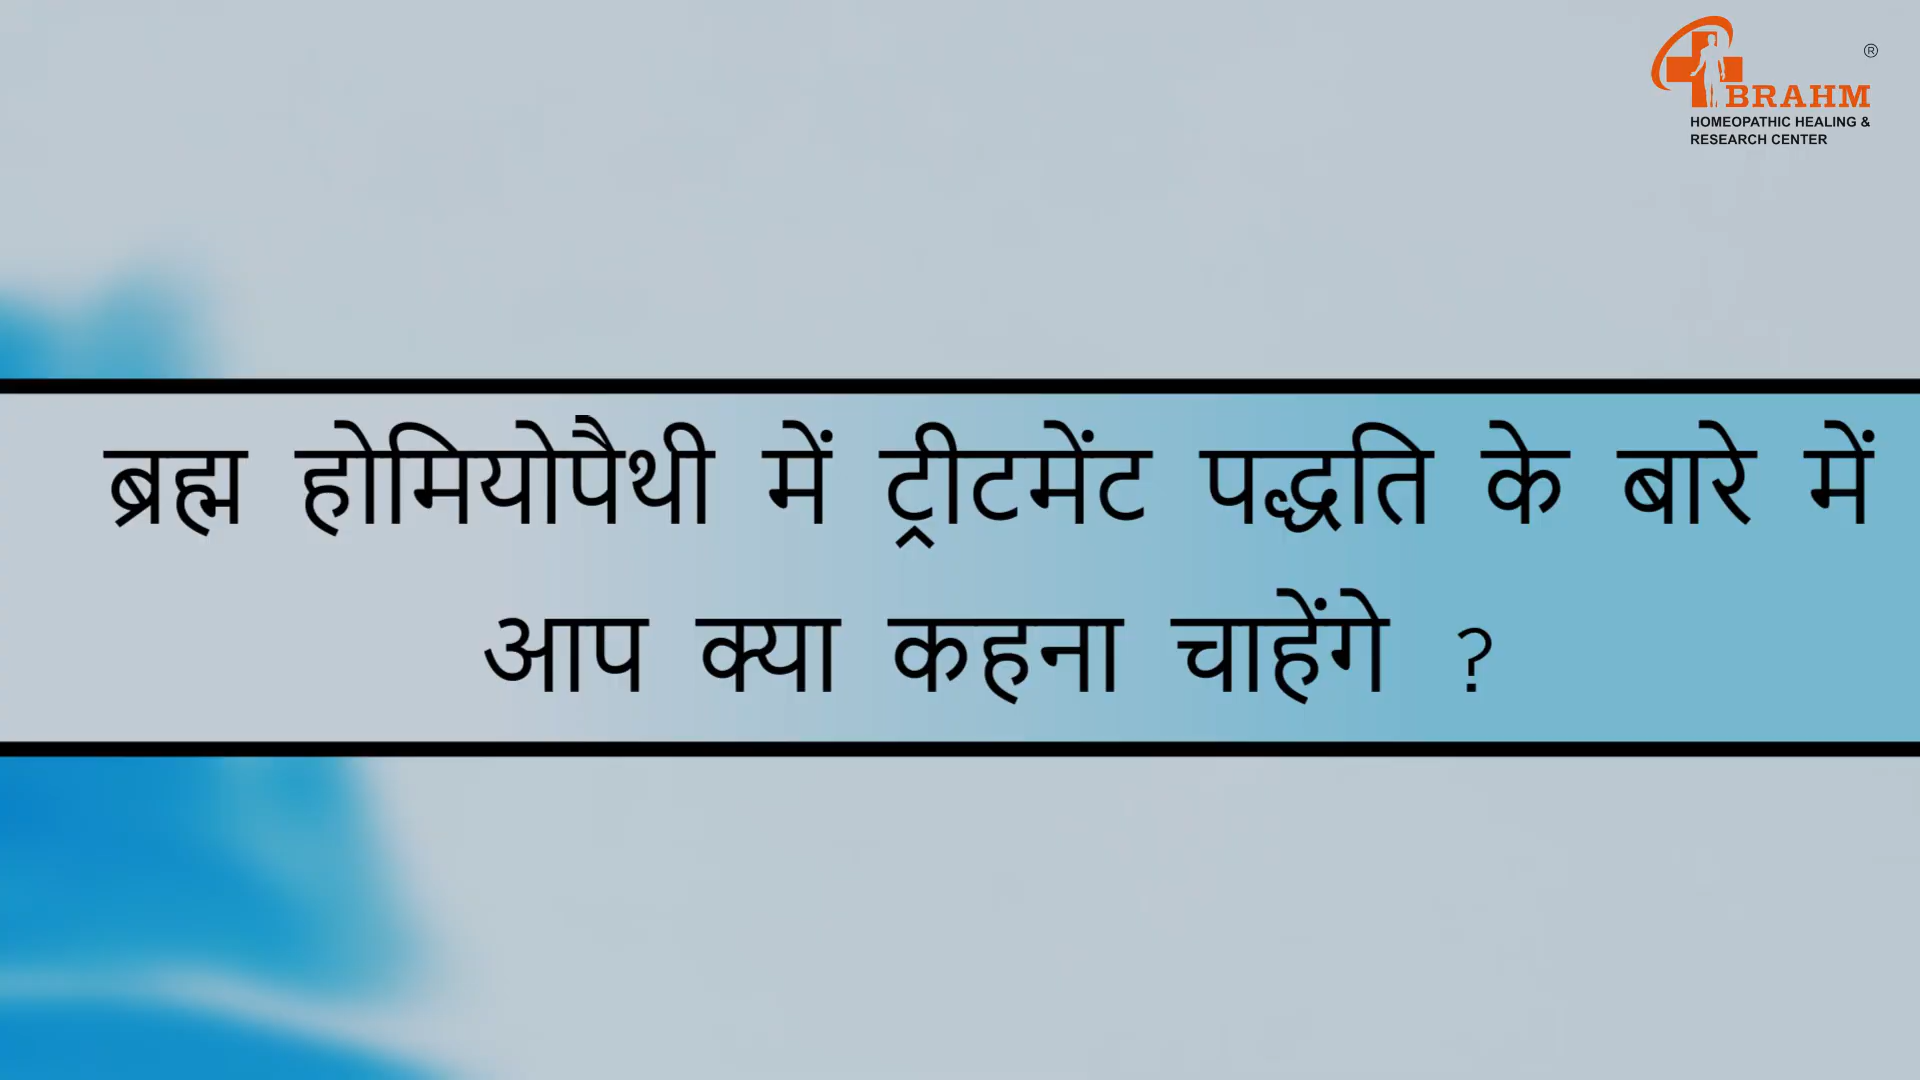 BRAHM
®
HOMEOPATHIC HEALING &
RESEARCH CENTER
ब्रह्म होमियोपैथी में ट्रीटमेंट पद्धति के बारे में
आप क्या कहना चाहेंगे ?